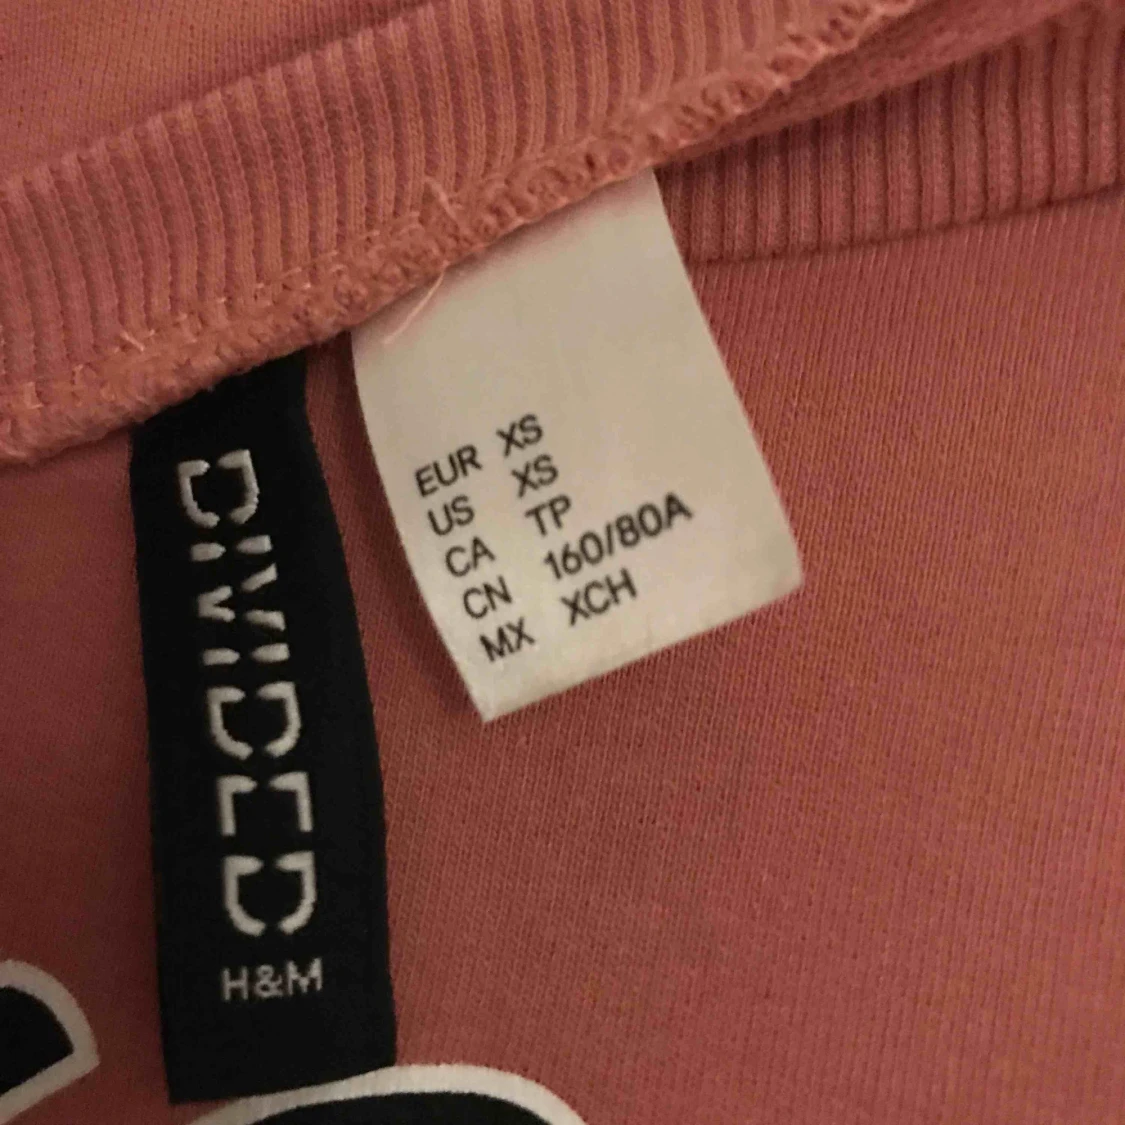 DIVIDED
H&M
EUR XS
US XS
CA TP
CN 160/80A
MX XCH